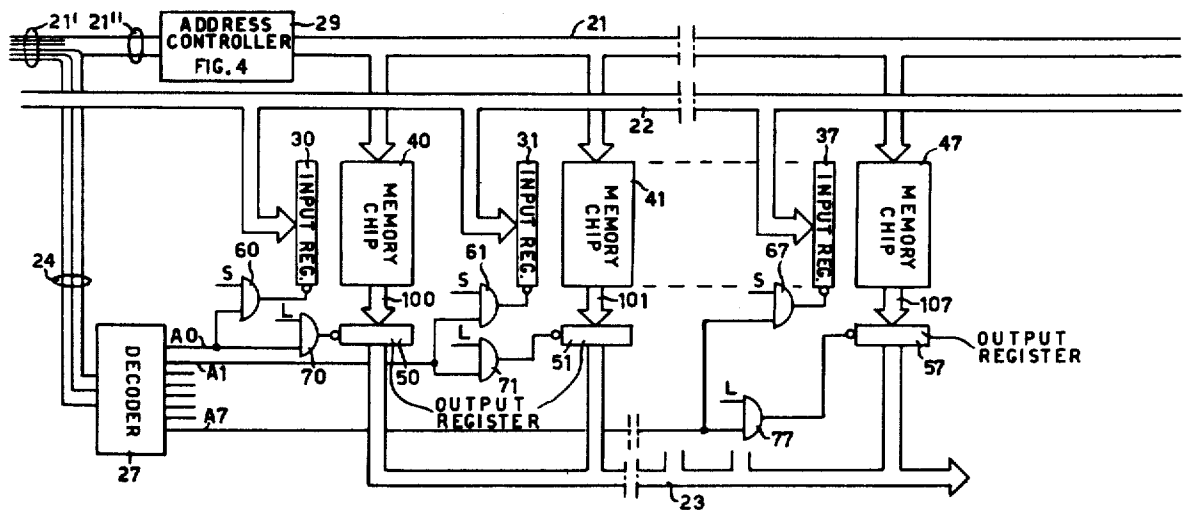 21' 21" ADDRESS CONTROLLER FIG. 4 29 21
22
30 40 31 41 37 47
INPUT REG. MEMORY CHIP INPUT REG. MEMORY CHIP INPUT REG. MEMORY CHIP
24 S 60 100 S 61 101 S 67 107
A0 L 70 50 L 71 51 57 OUTPUT REGISTER
DECODER A1 OUTPUT REGISTER L
A7 77
27 23